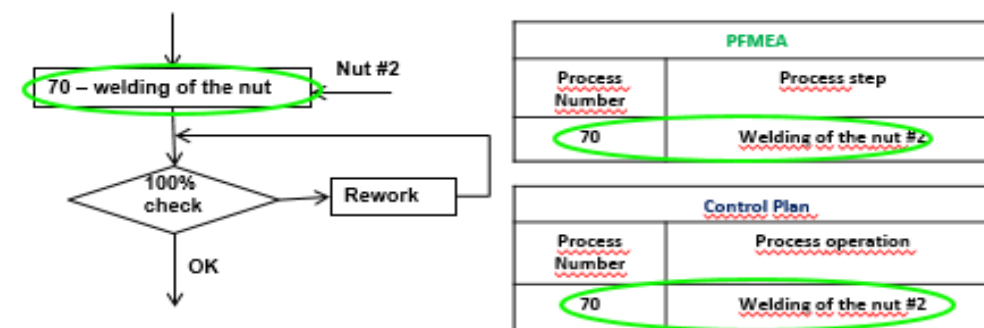 70 – welding of the nut
Nut #2
100%
check
Rework
OK
PFMEA
Process
Number
Process step
70
Welding of the nut #2
Control Plan
Process
Number
Process operation
70
Welding of the nut #2